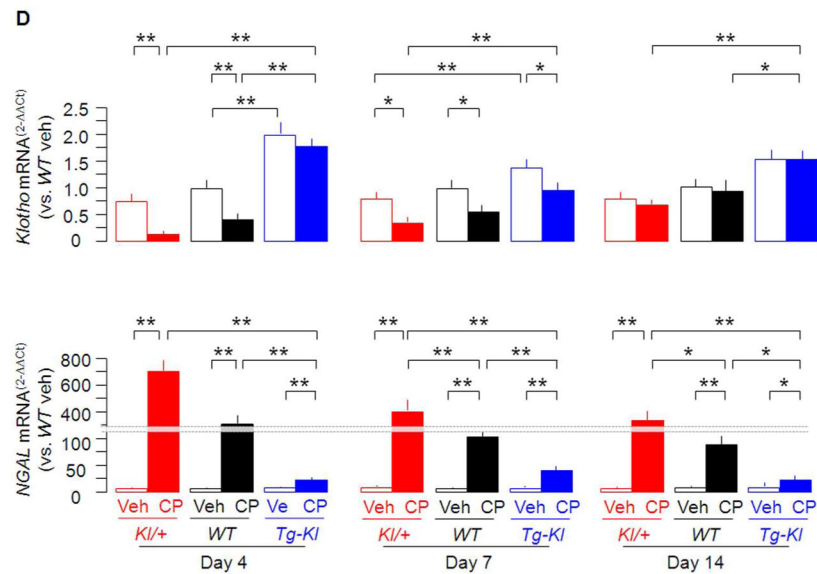 D
** ** ** **
** ** ** * *
** * *
Klotho mRNA(2-ΔΔCt)
(vs. WT veh)
2.5
2.0
1.5
1.0
0.5
0
** ** ** ** ** **
** ** ** ** * *
** ** ** ** *
NGAL mRNA(2-ΔΔCt)
(vs. WT veh)
800
600
400
100
50
0
Veh CP Veh CP Ve CP Veh CP Veh CP Veh CP Veh CP Veh CP Veh CP
Kl/+ WT Tg-Kl Kl/+ WT Tg-Kl Kl/+ WT Tg-Kl
Day 4 Day 7 Day 14